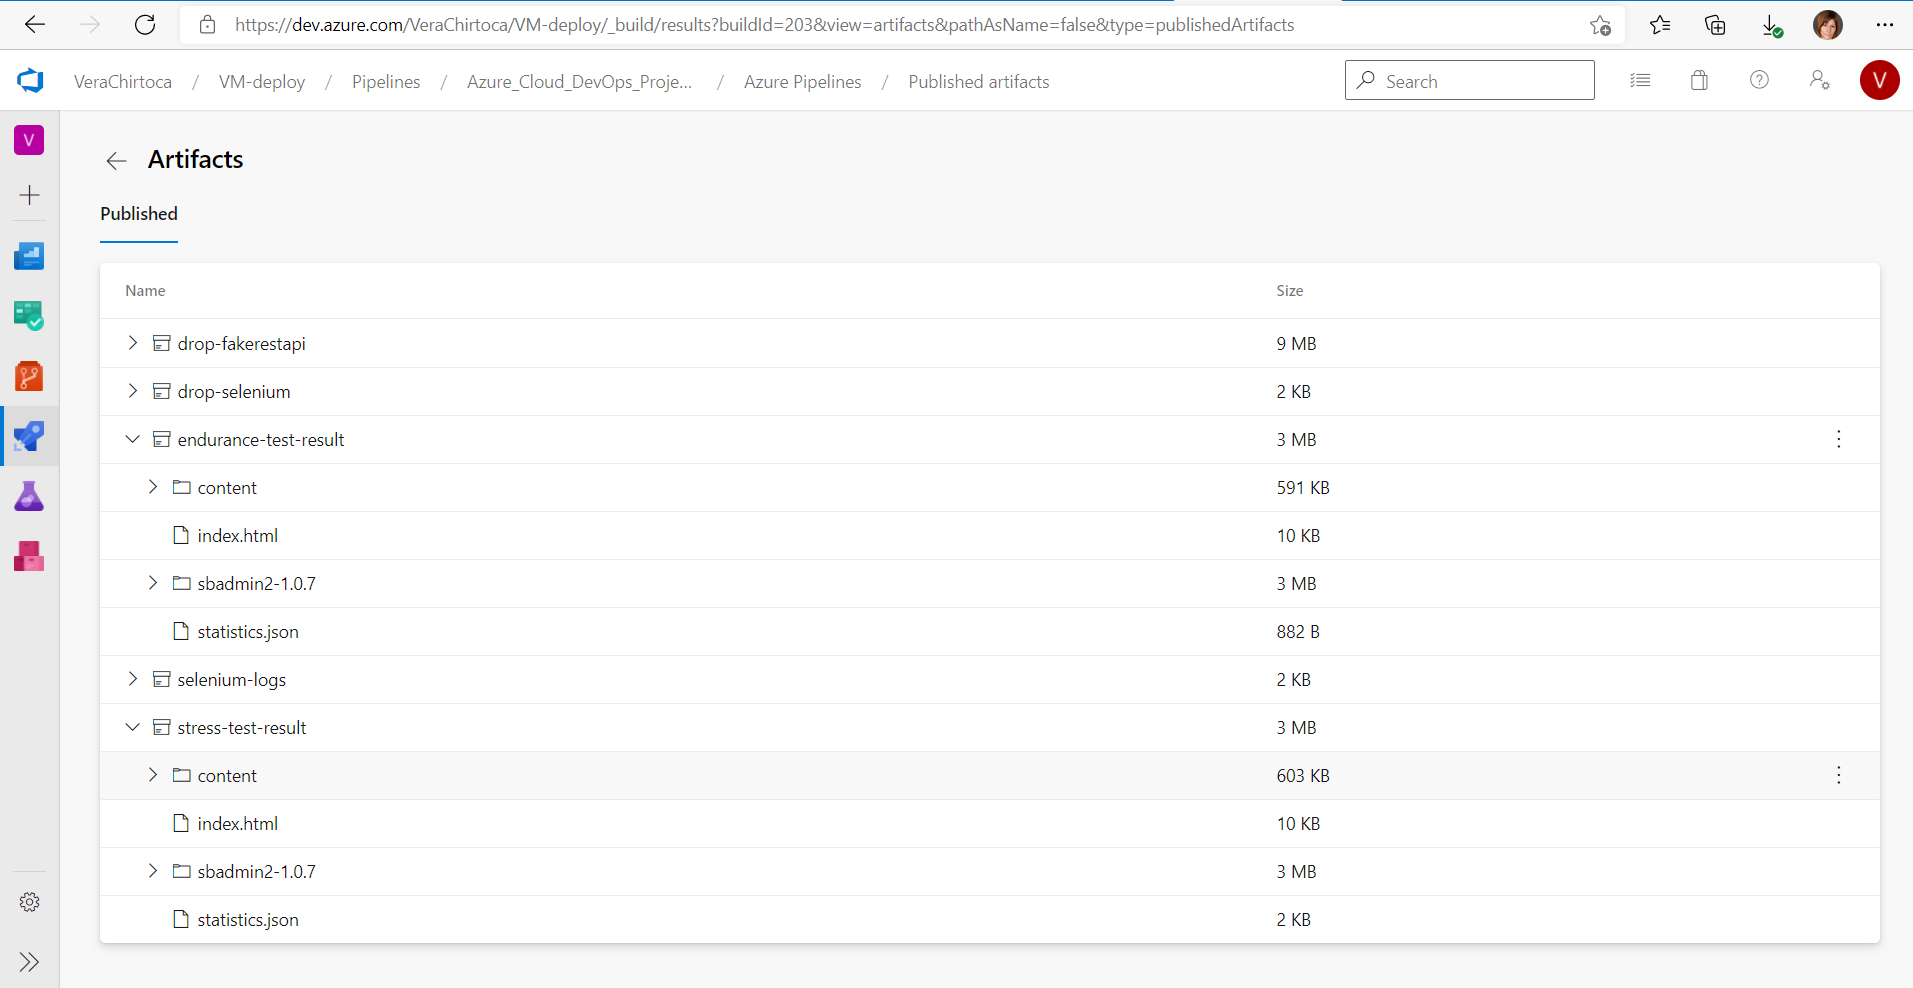 https://dev.azure.com/VeraChirtoca/VM-deploy/_build/results?buildId=203&view=artifacts&pathAsName=false&type=publishedArtifacts
VeraChirtoca / VM-deploy / Pipelines / Azure_Cloud_DevOps_Proje... / Azure Pipelines / Published artifacts
Search
V
V
Artifacts
Published
Name Size
drop-fakerestapi 9 MB
drop-selenium 2 KB
endurance-test-result 3 MB
content 591 KB
index.html 10 KB
sbadmin2-1.0.7 3 MB
statistics.json 882 B
selenium-logs 2 KB
stress-test-result 3 MB
content 603 KB
index.html 10 KB
sbadmin2-1.0.7 3 MB
statistics.json 2 KB